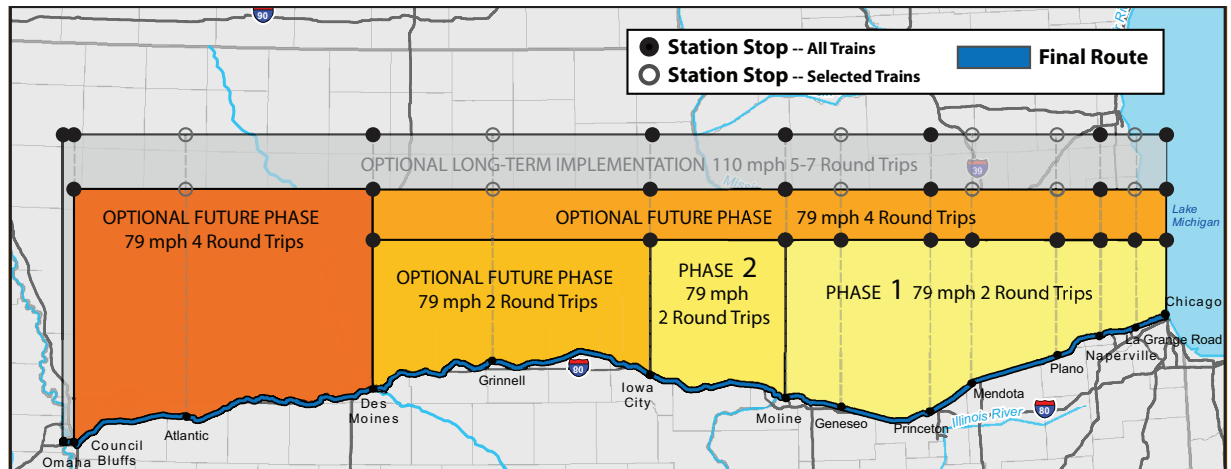 90
Station Stop -- All Trains
Station Stop -- Selected Trains
Final Route
OPTIONAL LONG-TERM IMPLEMENTATION 110 mph 5-7 Round Trips
39
OPTIONAL FUTURE PHASE
79 mph 4 Round Trips
OPTIONAL FUTURE PHASE 79 mph 4 Round Trips
Lake
Michigan
OPTIONAL FUTURE PHASE
79 mph 2 Round Trips
PHASE 2
79 mph
2 Round Trips
PHASE 1 79 mph 2 Round Trips
Chicago
La Grange Road
Naperville
Plano
Mendota
80
Grinnell
Iowa
City
Des
Moines
Moline
Geneseo
Princeton
Illinois River
80
Atlantic
Council
Bluffs
Omaha